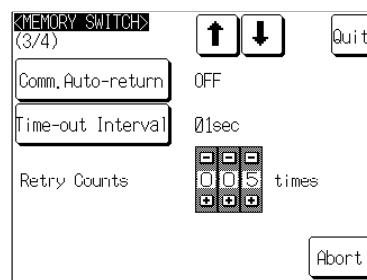 <MEMORY SWITCH>
(3/4)
Quit
Comm.Auto-return OFF
Time-out Interval 01sec
Retry Counts 005 times
Abort